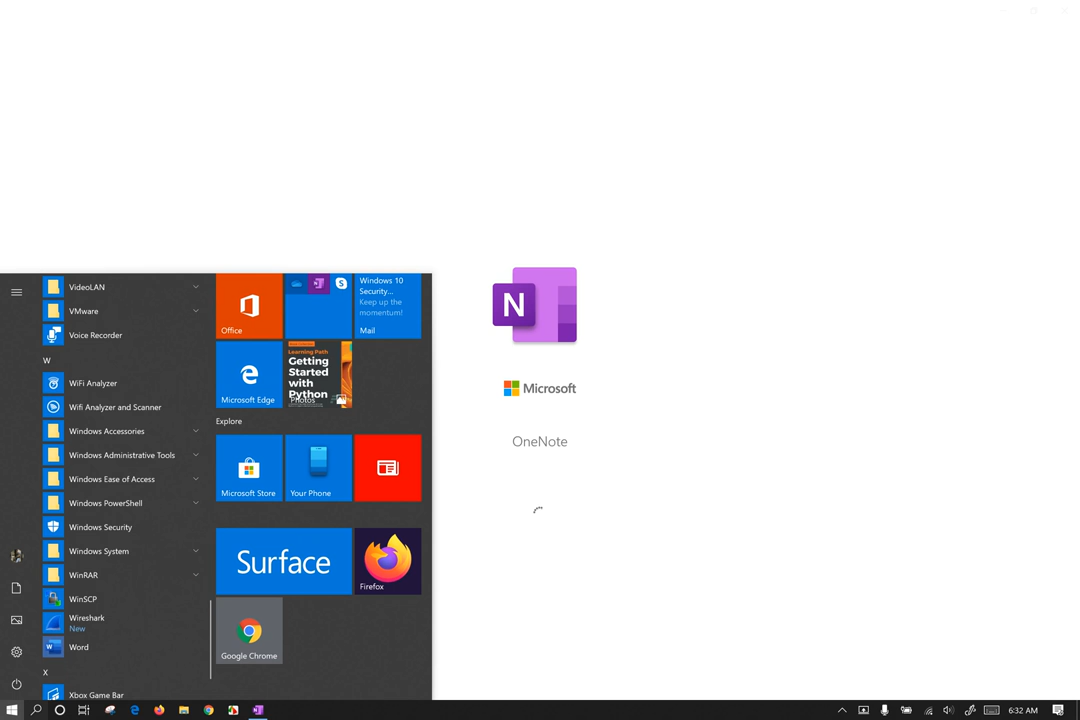 VideoLAN
VMware
Voice Recorder
W
WiFi Analyzer
Wifi Analyzer and Scanner
Windows Accessories
Windows Administrative Tools
Windows Ease of Access
Windows PowerShell
Windows Security
Windows System
WinRAR
WinSCP
Wireshark
New
W
Word
X
Xbox Game Bar
Office
N
S
Windows 10
Security...
Keep up the
momentum!
Mail
Microsoft Edge
Learning Path
Getting
Started
with
Python
Photos
Explore
Microsoft Store
Your Phone
Surface
Firefox
Google Chrome
N
Microsoft
OneNote
6:32 AM